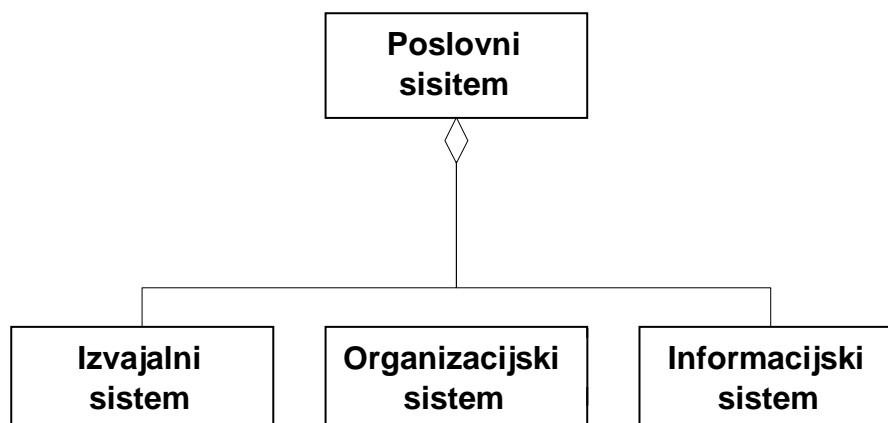 Poslovni
sisitem
Izvajalni
sistem
Organizacijski
sistem
Informacijski
sistem